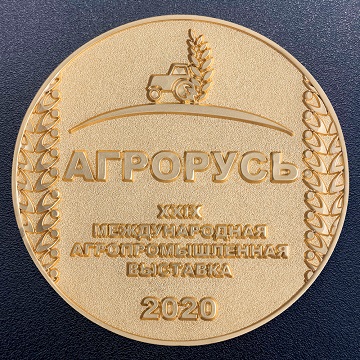 АГРОРУСЬ
XXIX
МЕЖДУНАРОДНАЯ
АГРОПРОМЫШЛЕННАЯ
ВЫСТАВКА
2020